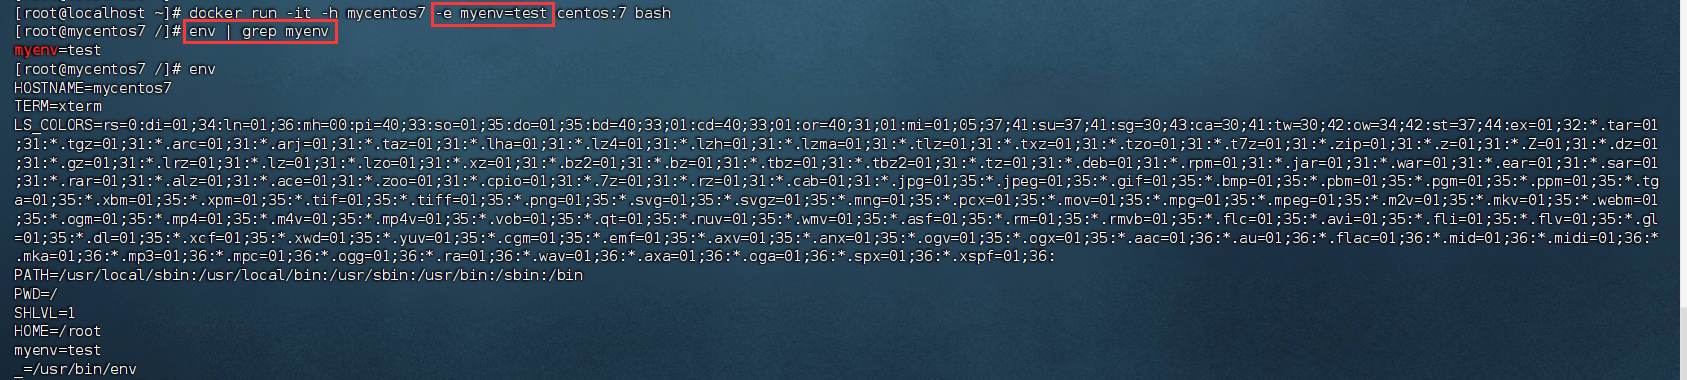 [root@localhost ~]# docker run -it -h mycentos7 -e myenv=test centos:7 bash
[root@mycentos7 /]# env | grep myenv
myenv=test
[root@mycentos7 /]# env
HOSTNAME=mycentos7
TERM=xterm
LS_COLORS=rs=0:di=01;34:ln=01;36:mh=00:pi=40;33:so=01;35:do=01;35:bd=40;33;01:cd=40;33;01:or=40;31;01:mi=01;05;37;41:su=37;41:sg=30;43:ca=30;41:tw=30;42:ow=34;42:st=37;44:ex=01;32:*.tar=01
;31:*.tgz=01;31:*.arc=01;31:*.arj=01;31:*.taz=01;31:*.lha=01;31:*.lz4=01;31:*.lzh=01;31:*.lzma=01;31:*.tlz=01;31:*.txz=01;31:*.tzo=01;31:*.t7z=01;31:*.zip=01;31:*.z=01;31:*.Z=01;31:*.dz=01
;31:*.gz=01;31:*.lrz=01;31:*.lz=01;31:*.lzo=01;31:*.xz=01;31:*.bz2=01;31:*.bz=01;31:*.tbz=01;31:*.tbz2=01;31:*.tz=01;31:*.deb=01;31:*.rpm=01;31:*.jar=01;31:*.war=01;31:*.ear=01;31:*.sar=01
;31:*.rar=01;31:*.alz=01;31:*.ace=01;31:*.zoo=01;31:*.cpio=01;31:*.7z=01;31:*.rz=01;31:*.cab=01;31:*.jpg=01;35:*.jpeg=01;35:*.gif=01;35:*.bmp=01;35:*.pbm=01;35:*.pgm=01;35:*.ppm=01;35:*.tg
a=01;35:*.xbm=01;35:*.xpm=01;35:*.tif=01;35:*.tiff=01;35:*.png=01;35:*.svg=01;35:*.svgz=01;35:*.mng=01;35:*.pcx=01;35:*.mov=01;35:*.mpg=01;35:*.mpeg=01;35:*.m2v=01;35:*.mkv=01;35:*.webm=01
;35:*.ogm=01;35:*.mp4=01;35:*.m4v=01;35:*.mp4v=01;35:*.vob=01;35:*.qt=01;35:*.nuv=01;35:*.wmv=01;35:*.asf=01;35:*.rm=01;35:*.rmvb=01;35:*.flc=01;35:*.avi=01;35:*.fli=01;35:*.flv=01;35:*.gl
=01;35:*.dl=01;35:*.xcf=01;35:*.xwd=01;35:*.yuv=01;35:*.cgm=01;35:*.emf=01;35:*.axv=01;35:*.anx=01;35:*.ogv=01;35:*.ogx=01;35:*.aac=01;36:*.au=01;36:*.flac=01;36:*.mid=01;36:*.midi=01;36:*
.mka=01;36:*.mp3=01;36:*.mpc=01;36:*.ogg=01;36:*.ra=01;36:*.wav=01;36:*.axa=01;36:*.oga=01;36:*.spx=01;36:*.xspf=01;36:
PATH=/usr/local/sbin:/usr/local/bin:/usr/sbin:/usr/bin:/sbin:/bin
PWD=/
SHLVL=1
HOME=/root
myenv=test
_=/usr/bin/env